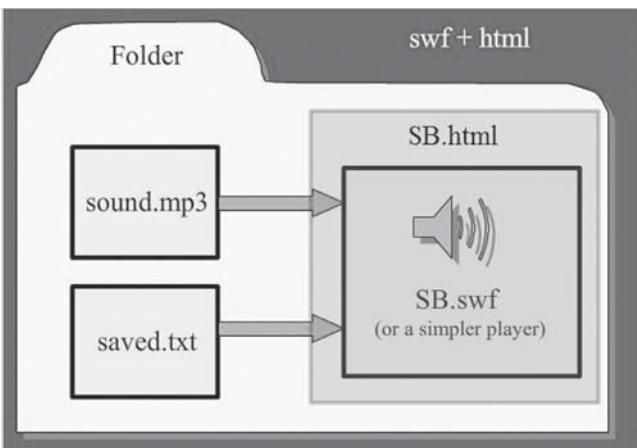 swf + html
Folder
SB.html
sound.mp3
SB.swf
(or a simpler player)
saved.txt